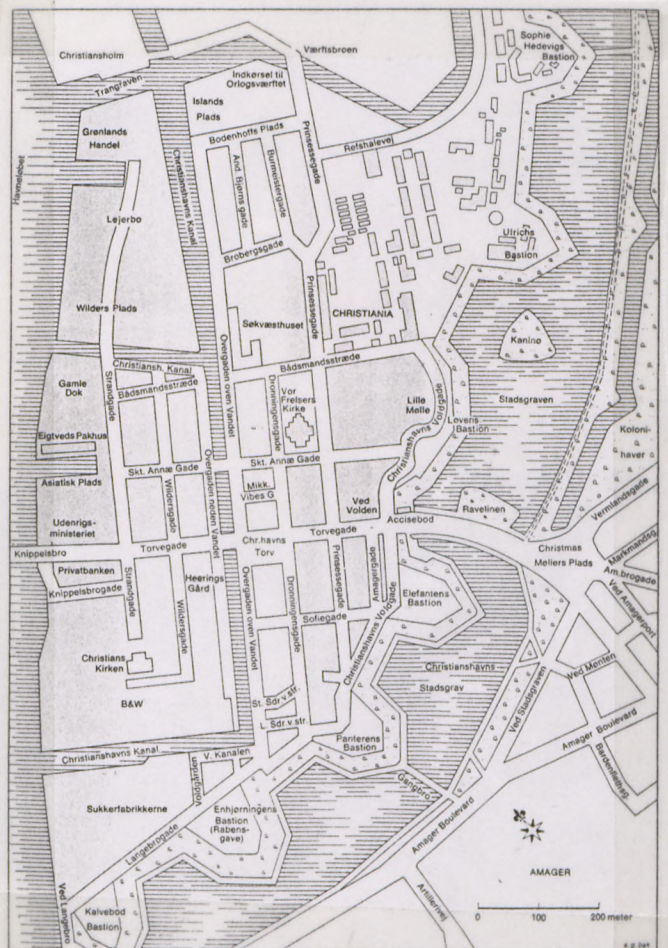 Christiansholm
Trangraven
Værftsbroen
Sophie
Hedevigs
Bastion
Indkørsel til
Orlogsværftet
Islands
Plads
Grønlands
Handel
Bodenhoffs Plads
Prinsessegade
Refshalevej
Havneløbet
Christianshavns Kanal
And. Bjørns gade
Burmeistergade
Lejerbo
Ulrichs
Bastion
Brobergsgade
Prinsessegade
Wilders Plads
Søkvæsthuset
CHRISTIANIA
Kanino
Overgaden oven Vandet
Christiansh. Kanal
Bådsmandsstræde
Strandgade
Bådsmandsstræde
Gamle
Dok
Dronningensgade
Vor
Frelsers
Kirke
Lille
Mølle
Christianshavns Voldgade
Stadsgraven
Løvens
Bastion
Koloni-
haver
Eigtveds Pakhus
Skt. Annæ Gade
Skt. Annæ Gade
Asiatisk Plads
Wildersgade
Overgaden neden Vandet
Mikk.
Vibes G
Ved
Volden
Vermlandsgade
Udenrigs-
ministeriet
Accisebod
Ravelinen
Knippelsbro
Torvegade
Chr.havns
Torv
Torvegade
Christmas
Møllers Plads
Markmandsg.
Am.brogade
Privatbanken
Knippelsbrogade
Strandgade
Heerings
Gård
Wildersgade
Overgaden oven Vandet
Dronningensgade
Prinsessegade
Amagergade
Elefantens
Bastion
Ved Amagerport
Sofiegade
Christianshavns Voldgade
Christians
Kirken
Christianshavns
Stadsgrav
Ved Menten
Ved Stadsgraven
B&W
St. Sdr.v.str.
L. Sdr.v.str.
Panterens
Bastion
Amager Boulevard
Christianshavns Kanal
V. Kanalen
Voldgården
Gangbro
Sukkerfabrikkerne
Enhjørningens
Bastion
(Rabens-
gave)
Langebrogade
Amager Boulevard
AMAGER
Ved Langebro
Kalvebod
Bastion
Artillerivej
0 100 200 meter